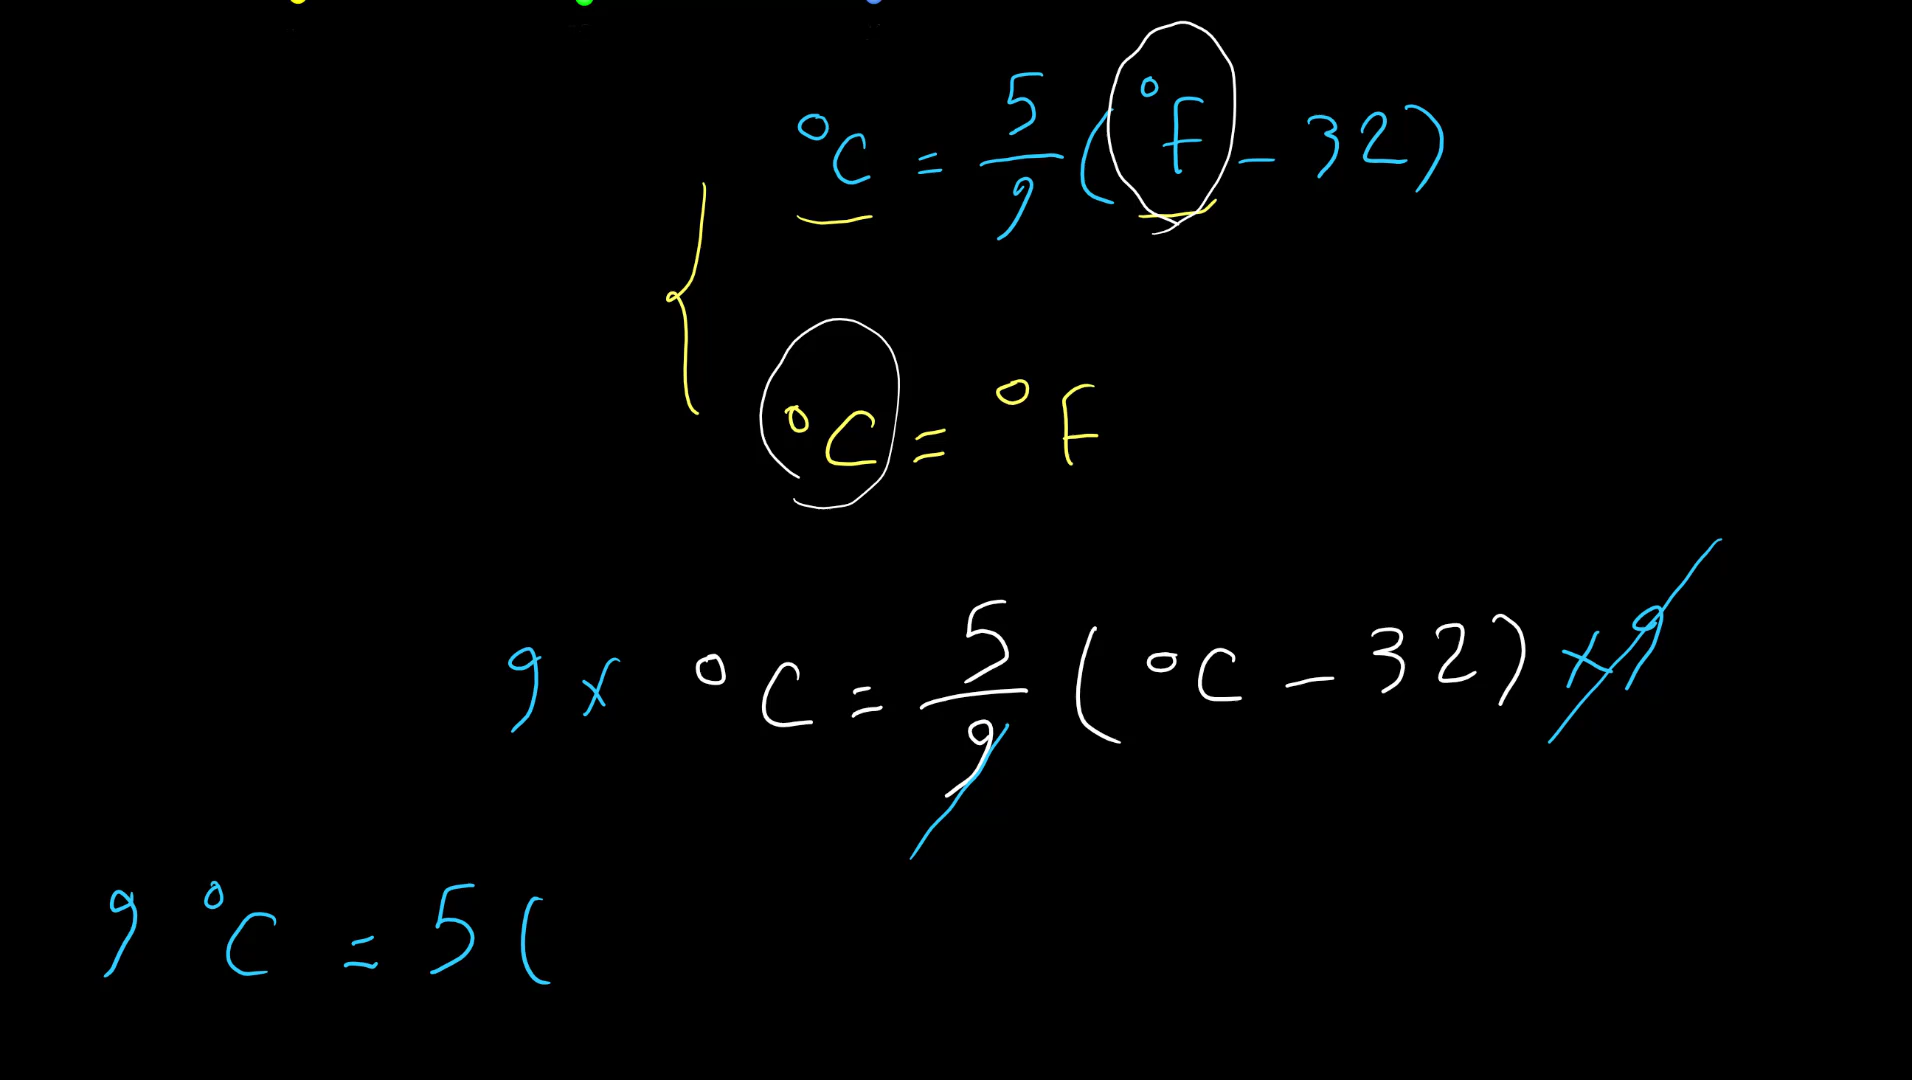 °C = 5/9 (°F - 32)
°C = °F
9 × °C = 5/9 (°C - 32) × 9
9 °C = 5 (